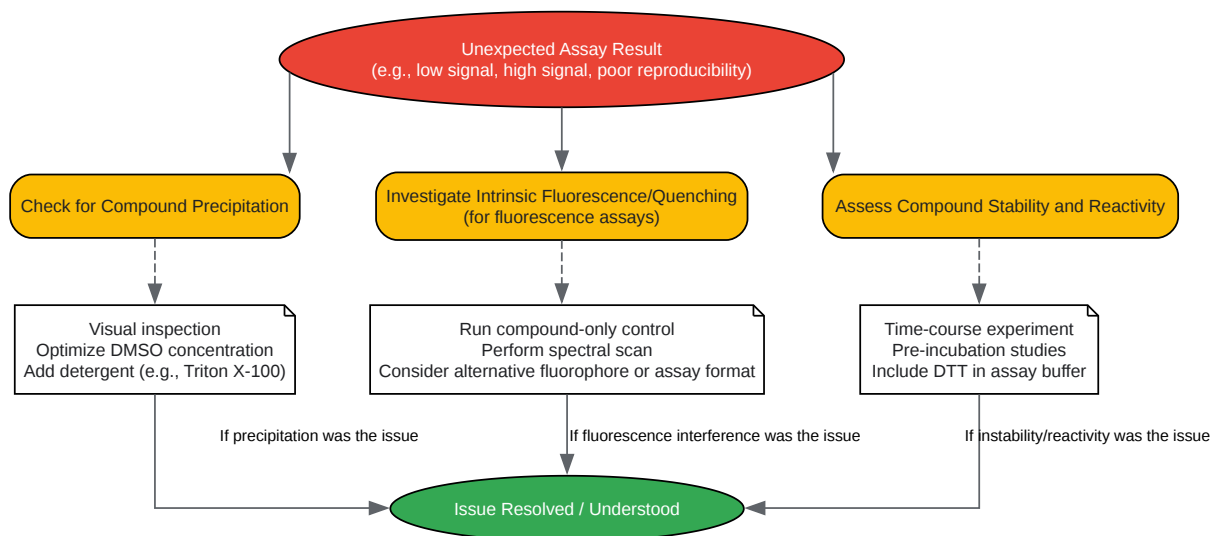 Unexpected Assay Result
(e.g., low signal, high signal, poor reproducibility)
Check for Compound Precipitation
Investigate Intrinsic Fluorescence/Quenching
(for fluorescence assays)
Assess Compound Stability and Reactivity
Visual inspection
Optimize DMSO concentration
Add detergent (e.g., Triton X-100)
Run compound-only control
Perform spectral scan
Consider alternative fluorophore or assay format
Time-course experiment
Pre-incubation studies
Include DTT in assay buffer
If precipitation was the issue
If fluorescence interference was the issue
If instability/reactivity was the issue
Issue Resolved / Understood